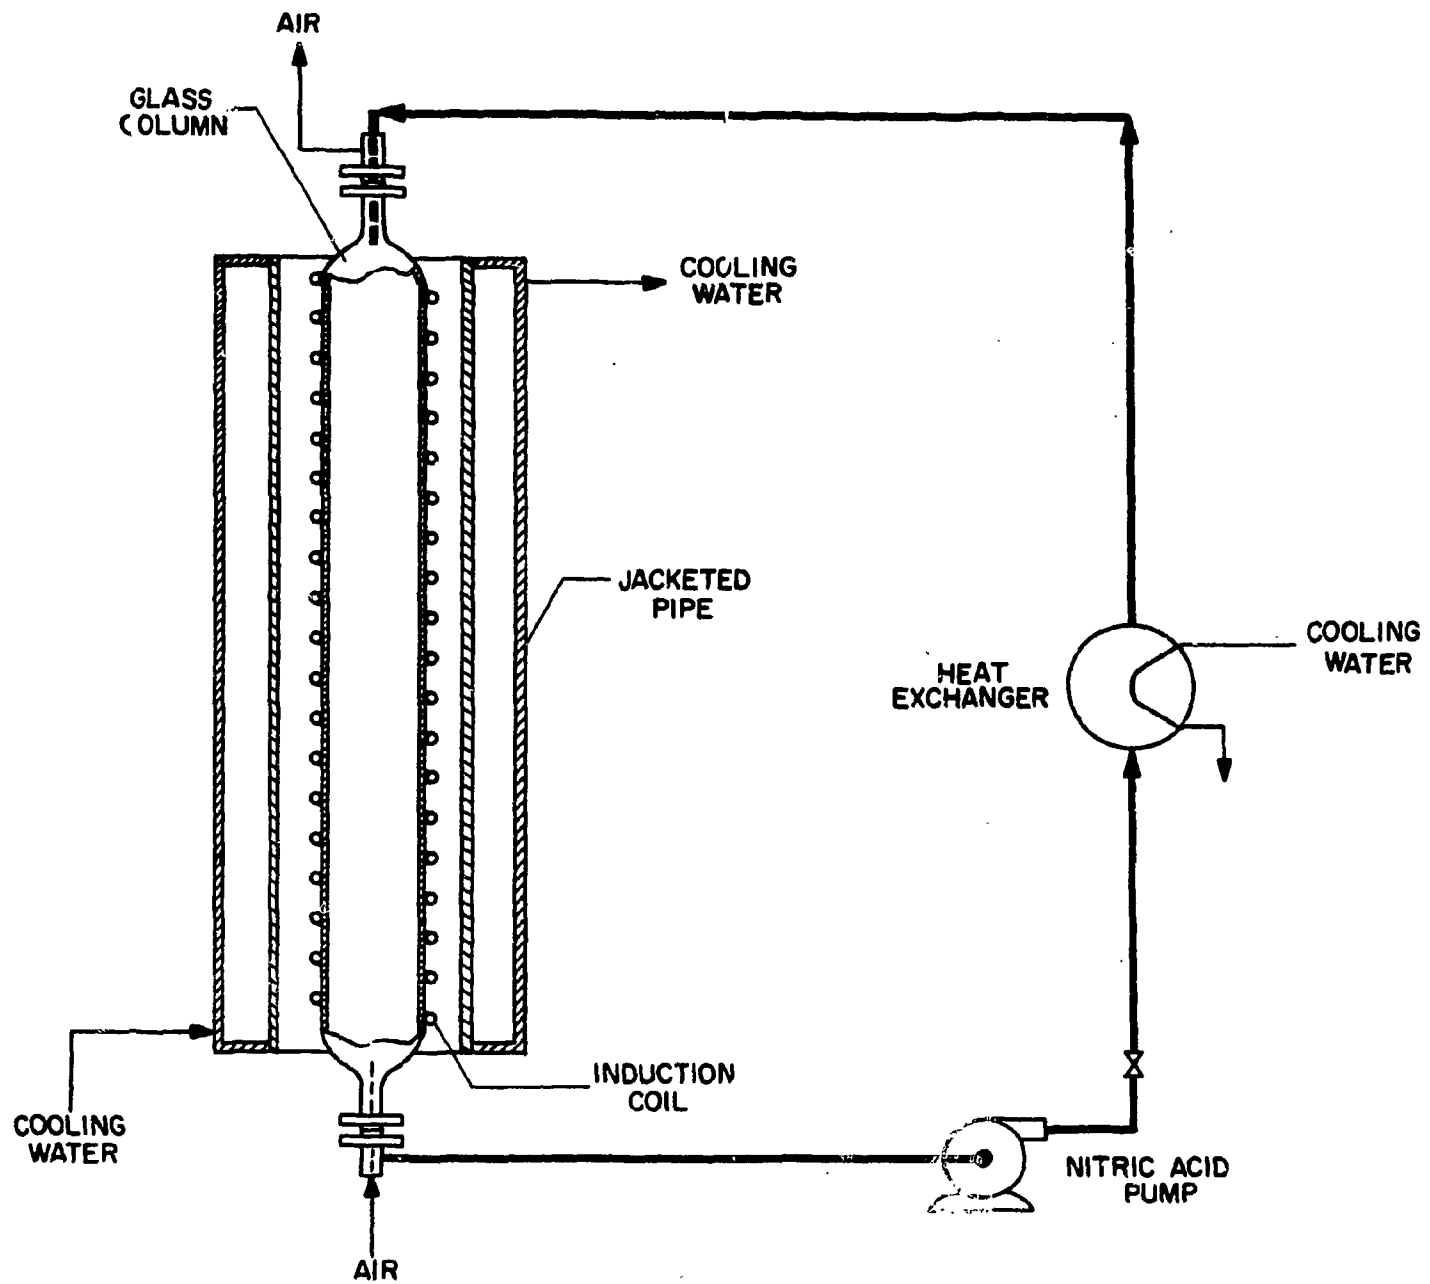 AIR
GLASS
COLUMN
COOLING
WATER
JACKETED
PIPE
HEAT
EXCHANGER
COOLING
WATER
INDUCTION
COIL
COOLING
WATER
NITRIC ACID
PUMP
AIR